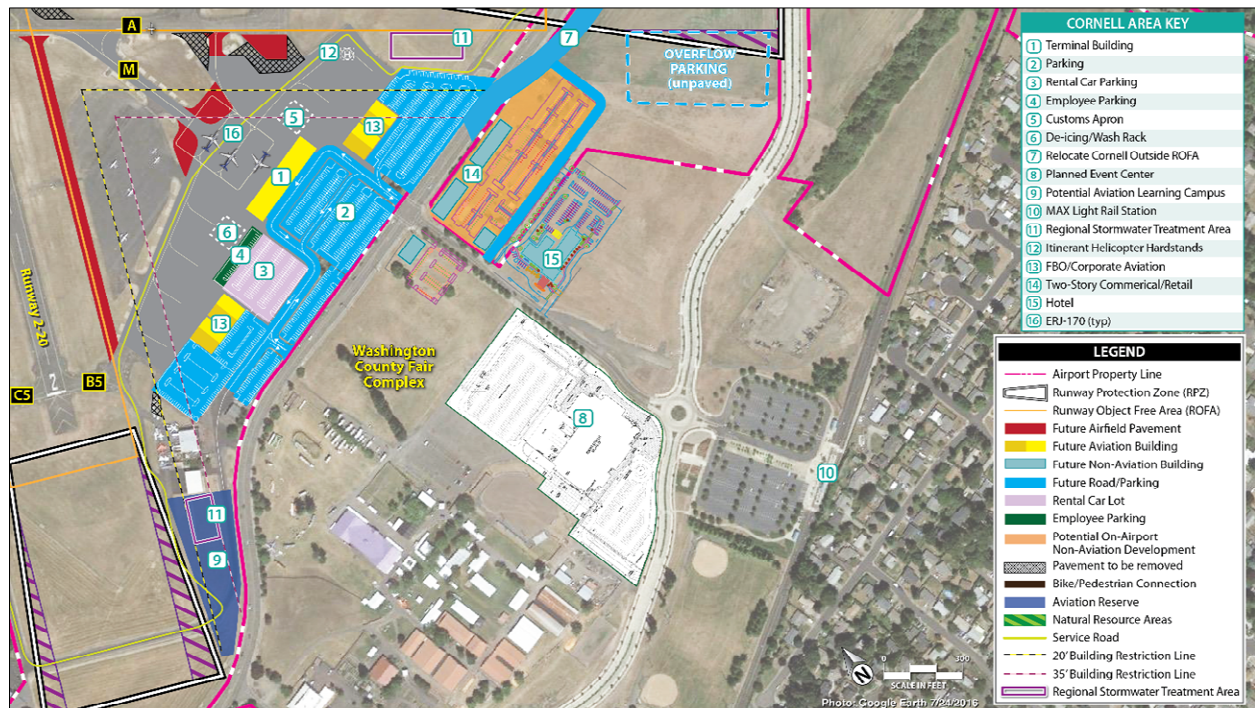 A
M
12
11
7
OVERFLOW
PARKING
(unpaved)
5
13
16
1
14
2
6
4
3
15
13
Runway 2-20
2
C5
B5
Washington
County Fair
Complex
8
10
11
9
N
0
300
SCALE IN FEET
Photo: Google Earth 7/24/2016
CORNELL AREA KEY
1 Terminal Building
2 Parking
3 Rental Car Parking
4 Employee Parking
5 Customs Apron
6 De-icing/Wash Rack
7 Relocate Cornell Outside ROFA
8 Planned Event Center
9 Potential Aviation Learning Campus
10 MAX Light Rail Station
11 Regional Stormwater Treatment Area
12 Itinerant Helicopter Hardstands
13 FBO/Corporate Aviation
14 Two-Story Commerical/Retail
15 Hotel
16 ERJ-170 (typ)
LEGEND
Airport Property Line
Runway Protection Zone (RPZ)
Runway Object Free Area (ROFA)
Future Airfield Pavement
Future Aviation Building
Future Non-Aviation Building
Future Road/Parking
Rental Car Lot
Employee Parking
Potential On-Airport
Non-Aviation Development
Pavement to be removed
Bike/Pedestrian Connection
Aviation Reserve
Natural Resource Areas
Service Road
20' Building Restriction Line
35' Building Restriction Line
Regional Stormwater Treatment Area